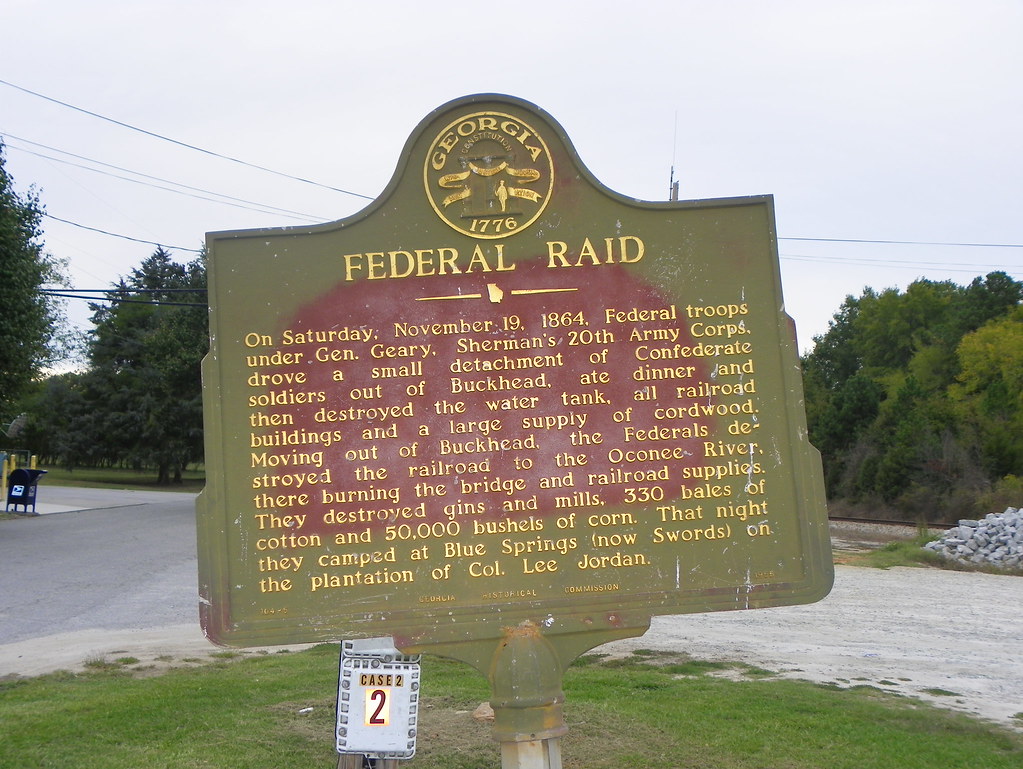 GEORGIA
CONSTITUTION
1776
FEDERAL RAID
On Saturday, November 19, 1864, Federal troops
under Gen. Geary, Sherman's 20th Army Corps,
drove a small detachment of Confederate
soldiers out of Buckhead, ate dinner and
then destroyed the water tank, all railroad
buildings and a large supply of cordwood.
Moving out of Buckhead, the Federals de-
stroyed the railroad to the Oconee River,
there burning the bridge and railroad supplies.
They destroyed gins and mills, 330 bales of
cotton and 50,000 bushels of corn. That night
they camped at Blue Springs (now Swords) on
the plantation of Col. Lee Jordan.
GEORGIA HISTORICAL COMMISSION
CASE 2
2